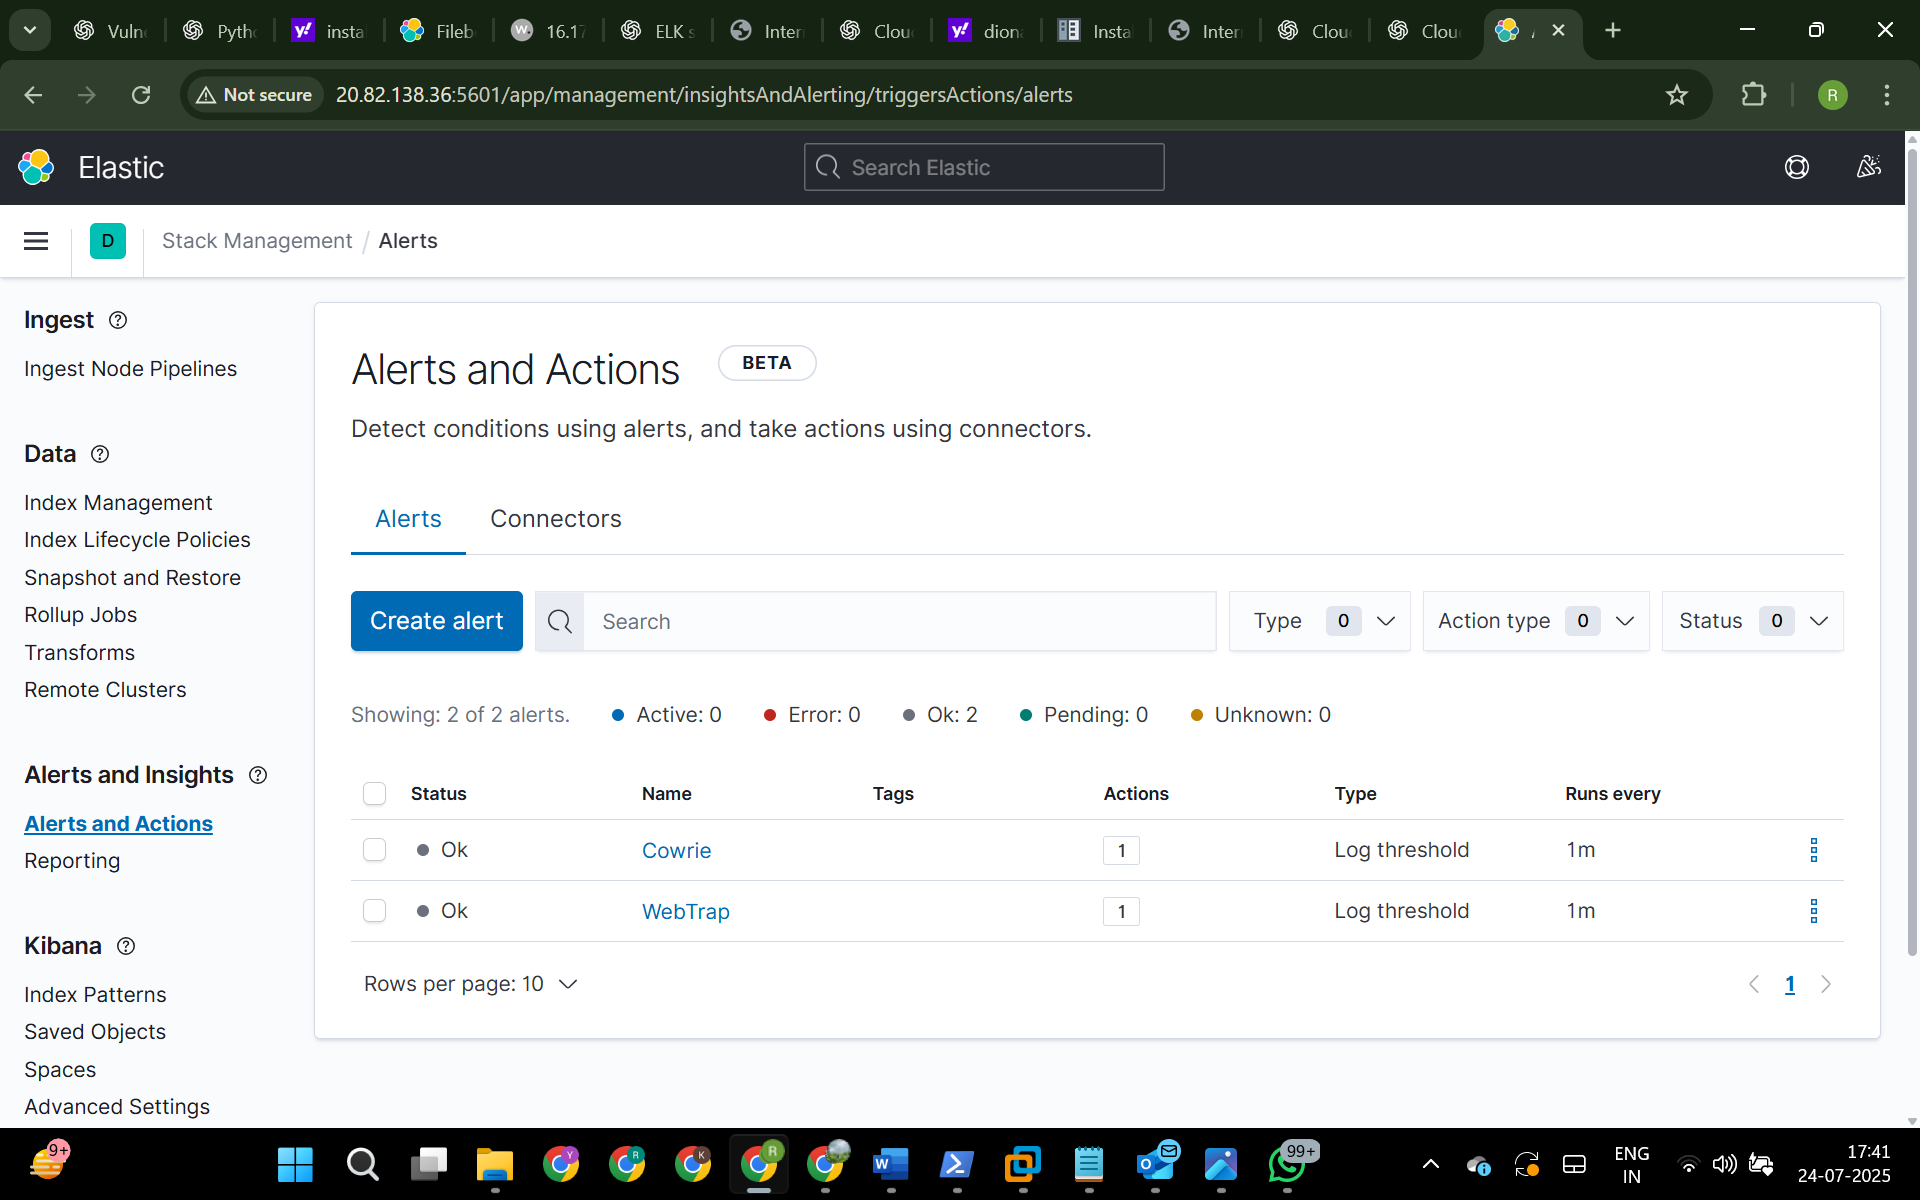 Vuln
Pyth
insta
Fileb
16.17
ELK s
Inter
Clou
diona
Insta
Inter
Clou
Clou
Not secure
20.82.138.36:5601/app/management/insightsAndAlerting/triggersActions/alerts
R
Elastic
Search Elastic
D
Stack Management / Alerts
Ingest
Ingest Node Pipelines
Data
Index Management
Index Lifecycle Policies
Snapshot and Restore
Rollup Jobs
Transforms
Remote Clusters
Alerts and Insights
Alerts and Actions
Reporting
Kibana
Index Patterns
Saved Objects
Spaces
Advanced Settings
Alerts and Actions BETA
Detect conditions using alerts, and take actions using connectors.
Alerts Connectors
Create alert Search Type 0 Action type 0 Status 0
Showing: 2 of 2 alerts. Active: 0 Error: 0 Ok: 2 Pending: 0 Unknown: 0
Status Name Tags Actions Type Runs every
Ok Cowrie 1 Log threshold 1m
Ok WebTrap 1 Log threshold 1m
Rows per page: 10
1
9+
99+
ENG
IN
17:41
24-07-2025